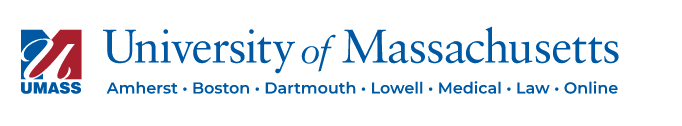 University of Massachusetts
UMASS
Amherst • Boston • Dartmouth • Lowell • Medical • Law • Online